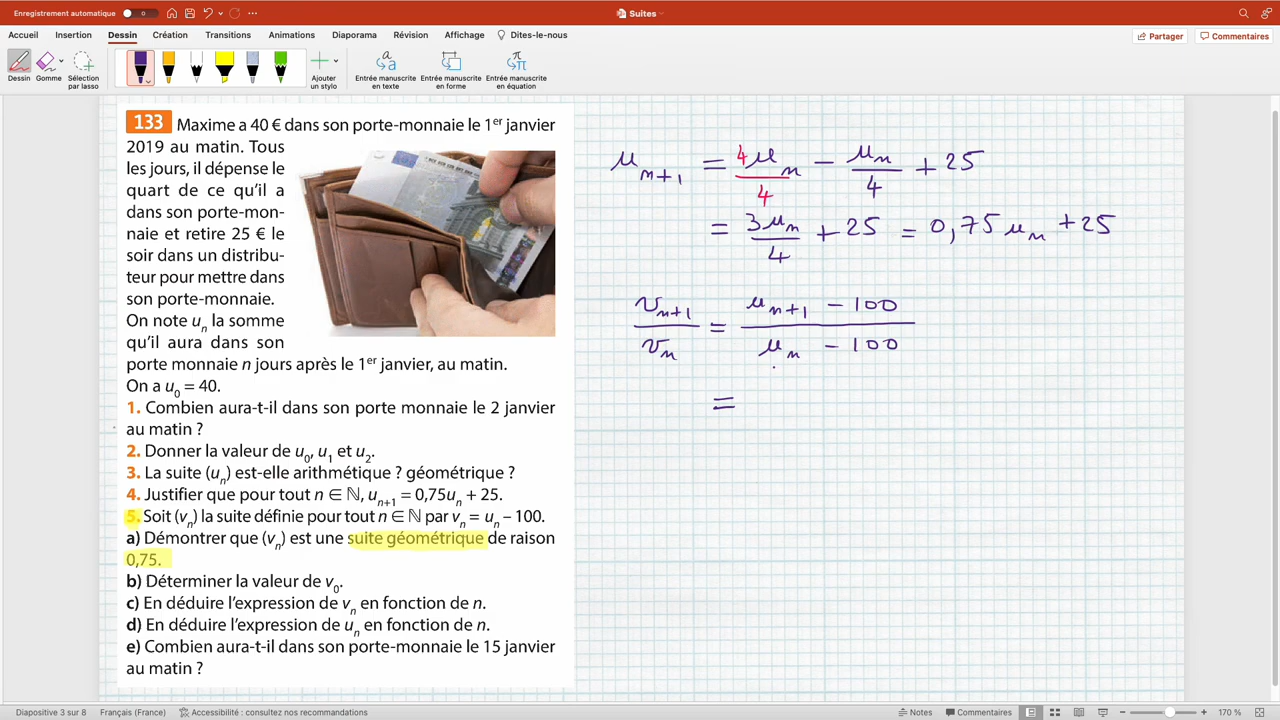 Enregistrement automatique 0 Suites
Accueil Insertion Dessin Création Transitions Animations Diaporama Révision Affichage Dites-le-nous Partager Commentaires
Dessin Gomme Sélection par lasso Ajouter un stylo Entrée manuscrite en texte Entrée manuscrite en forme Entrée manuscrite en équation
133 Maxime a 40 € dans son porte-monnaie le 1er janvier
2019 au matin. Tous
les jours, il dépense le
quart de ce qu'il a
dans son porte-mon-
naie et retire 25 € le
soir dans un distribu-
teur pour mettre dans
son porte-monnaie.
On note un la somme
qu'il aura dans son
porte monnaie n jours après le 1er janvier, au matin.
On a u0 = 40.
1. Combien aura-t-il dans son porte monnaie le 2 janvier
au matin ?
2. Donner la valeur de u0, u1 et u2.
3. La suite (un) est-elle arithmétique ? géométrique ?
4. Justifier que pour tout n ∈ ℕ, un+1 = 0,75un + 25.
5. Soit (vn) la suite définie pour tout n ∈ ℕ par vn = un – 100.
a) Démontrer que (vn) est une suite géométrique de raison
0,75.
b) Déterminer la valeur de v0.
c) En déduire l'expression de vn en fonction de n.
d) En déduire l'expression de un en fonction de n.
e) Combien aura-t-il dans son porte-monnaie le 15 janvier
au matin ?
un+1 = 4un/4 − un/4 + 25
= 3un/4 + 25 = 0,75 un + 25
vn+1/vn = (un+1 − 100)/(un − 100)
=
Diapositive 3 sur 8 Français (France) Accessibilité : consultez nos recommandations Notes Commentaires 170 %